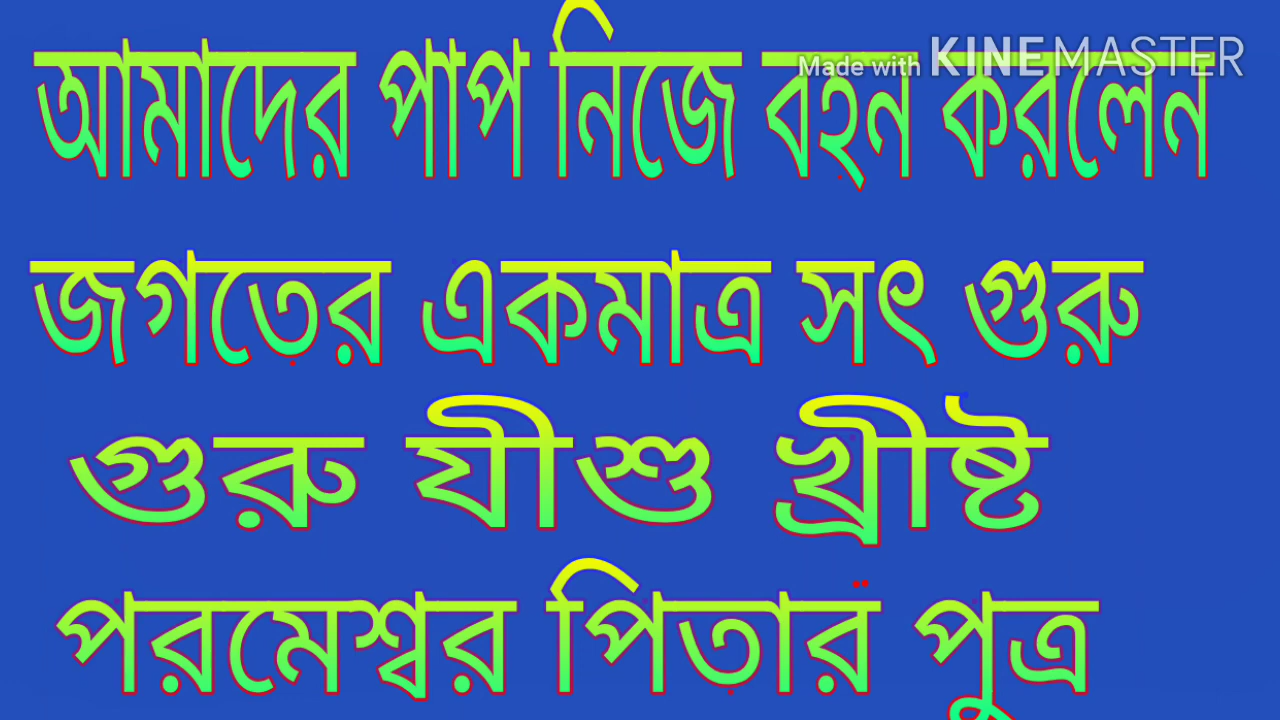 আমাদের পাপ নিজে বহন করলেন
Made with KINEMASTER
জগতের একমাত্র সৎ গুরু
গুরু যীশু খ্রীষ্ট
পরমেশ্বর পিতার পুত্র